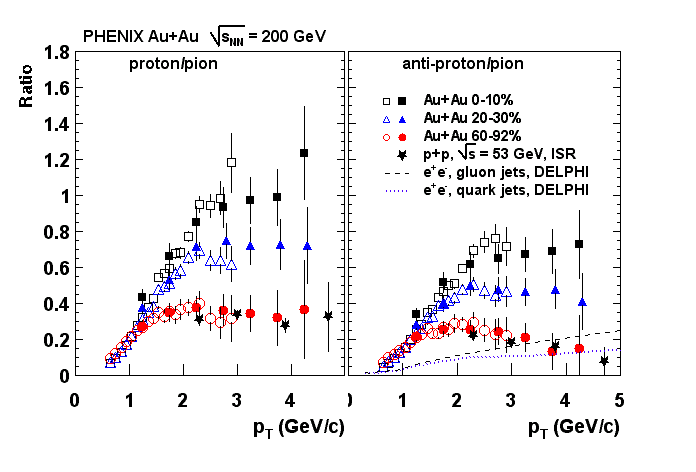 PHENIX Au+Au √sNN = 200 GeV
proton/pion
anti-proton/pion
Ratio
1.8
1.6
1.4
1.2
1
0.8
0.6
0.4
0.2
0
Au+Au 0-10%
Au+Au 20-30%
Au+Au 60-92%
p+p, √s = 53 GeV, ISR
e+e-, gluon jets, DELPHI
e+e-, quark jets, DELPHI
0 1 2 3 4
1 2 3 4 5
pT (GeV/c)
pT (GeV/c)